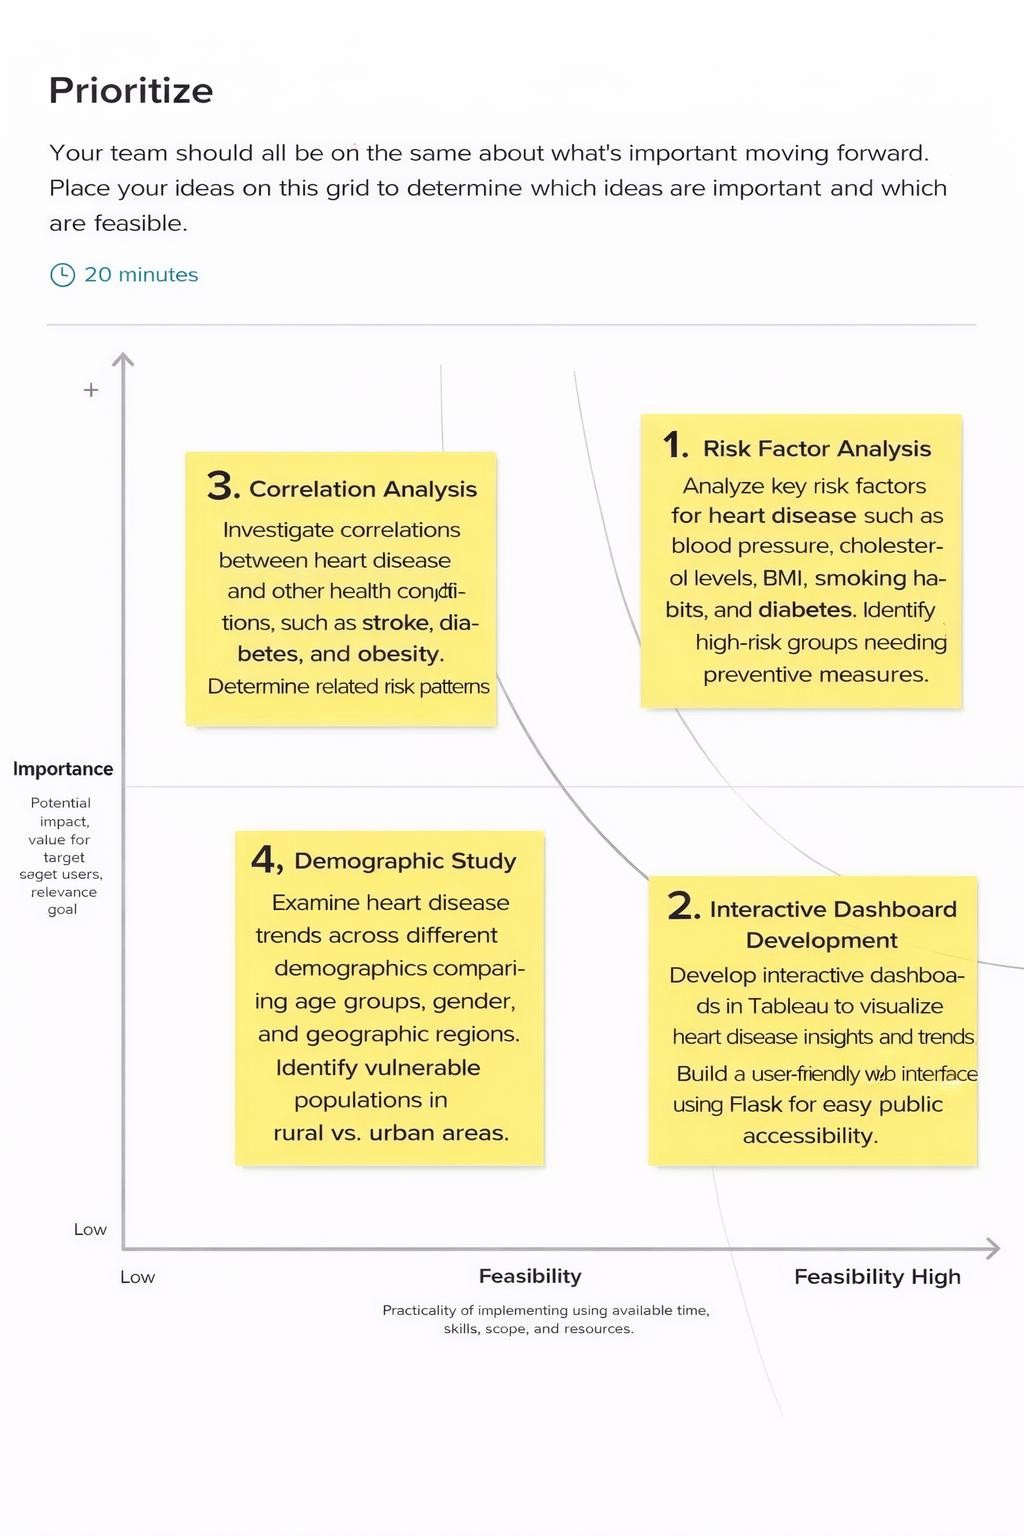 Prioritize
Your team should all be on the same about what's important moving forward.
Place your ideas on this grid to determine which ideas are important and which
are feasible.
20 minutes
+
3. Correlation Analysis
Investigate correlations
between heart disease
and other health
tions, such as stroke, dia-
betes, and obesity.
Determine related risk patterns
1. Risk Factor Analysis
Analyze key risk factors
for heart disease such as
blood pressure, cholester-
ol levels, BMI, smoking ha-
bits, and diabetes. Identify
high-risk groups needing
preventive measures.
Importance
Potential
impact,
value for
target
saget users,
relevance
goal
4, Demographic Study
Examine heart disease
trends across different
demographics compari-
ing age groups, gender,
and geographic regions.
Identify vulnerable
populations in
rural vs. urban areas.
2. Interactive Dashboard
Development
Develop interactive dashboa-
ds in Tableau to visualize
heart disease insights and trends
Build a user-friendly interface
using Flask for easy public
accessibility.
Low
Low
Feasibility
Feasibility High
Practicality of implementing using available time,
skills, scope, and resources.